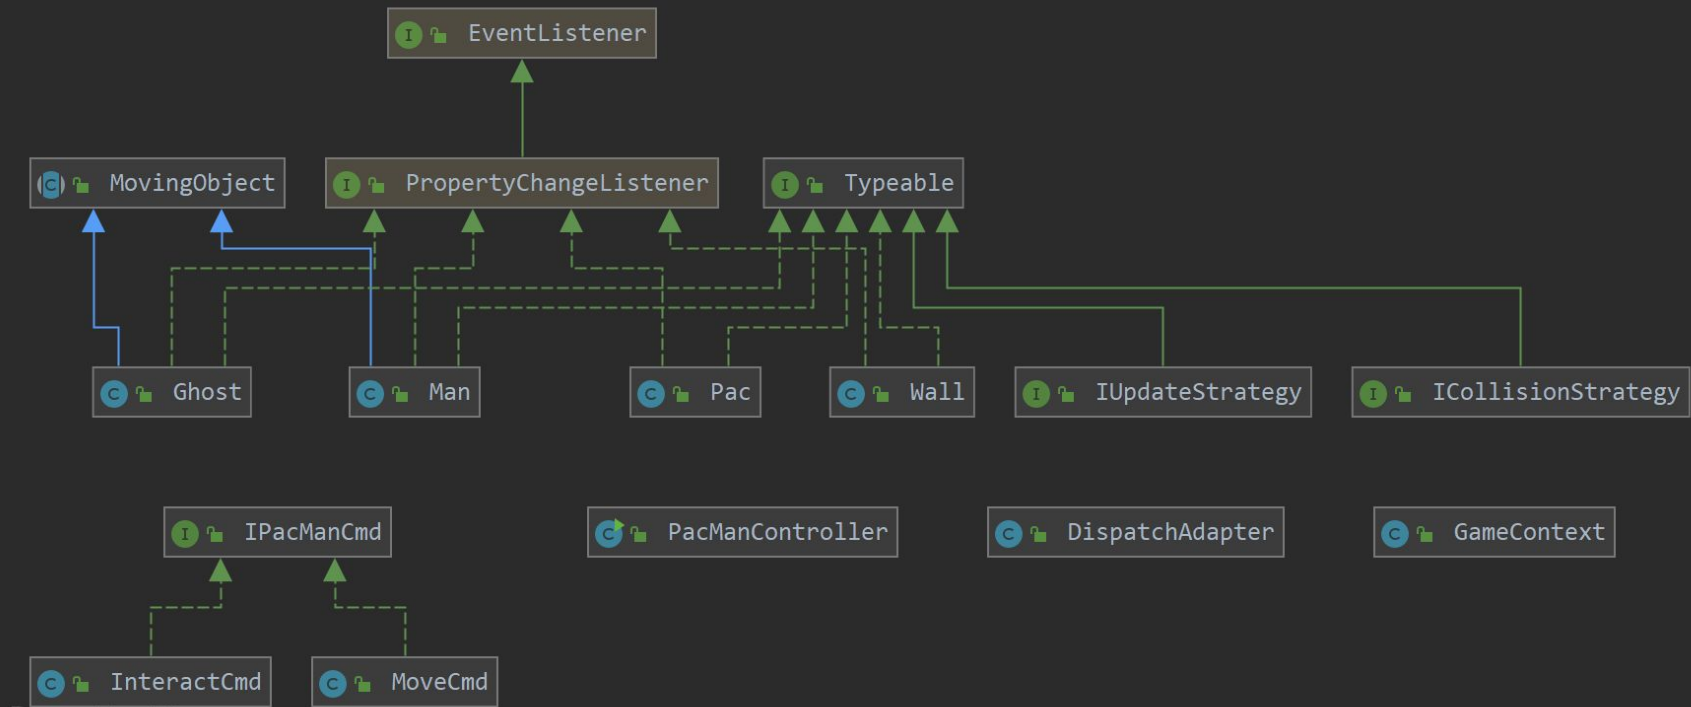 EventListener
MovingObject
PropertyChangeListener
Typeable
Ghost
Man
Pac
Wall
IUpdateStrategy
ICollisionStrategy
IPacManCmd
PacManController
DispatchAdapter
GameContext
InteractCmd
MoveCmd